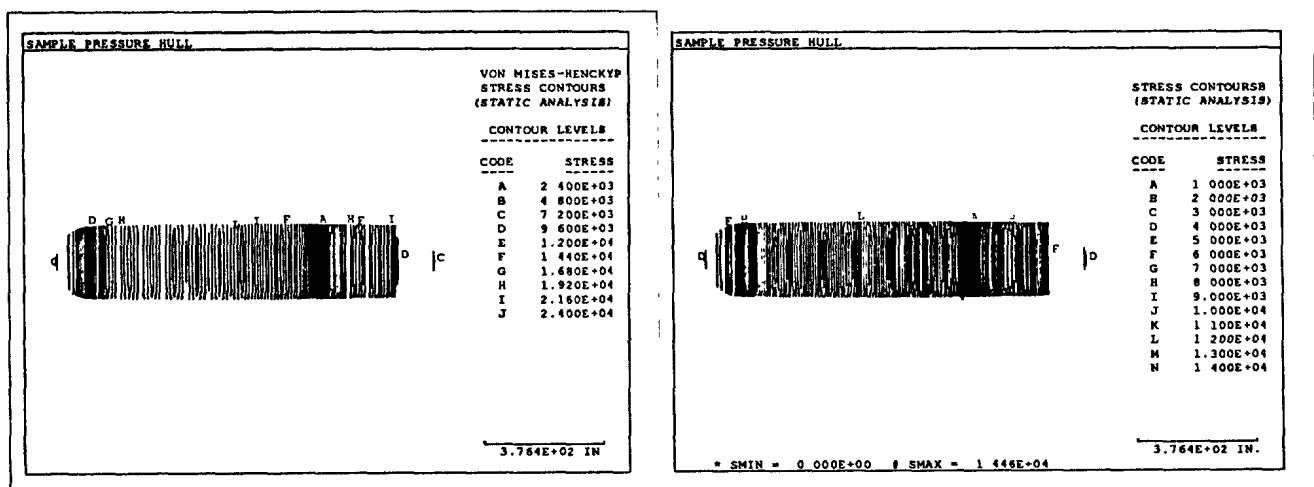 SAMPLE PRESSURE HULL
VON MISES-HENCKYP
STRESS CONTOURS
(STATIC ANALYSIS)
CONTOUR LEVELS
CODE STRESS
A 2 400E+03
B 4 800E+03
C 7 200E+03
D 9 600E+03
E 1.200E+04
F 1 440E+04
G 1.680E+04
H 1.920E+04
I 2.160E+04
J 2.400E+04
D G H I F A H F I
D C
3.764E+02 IN
SAMPLE PRESSURE HULL
STRESS CONTOURSB
(STATIC ANALYSIS)
CONTOUR LEVELS
CODE STRESS
A 1 000E+03
B 2 000E+03
C 3 000E+03
D 4 000E+03
E 5 000E+03
F 6 000E+03
G 7 000E+03
H 8 000E+03
I 9.000E+03
J 1.000E+04
K 1 100E+04
L 1 200E+04
M 1.300E+04
N 1 400E+04
L
F D
3.764E+02 IN.
* SMIN = 0 000E+00 # SMAX = 1 446E+04